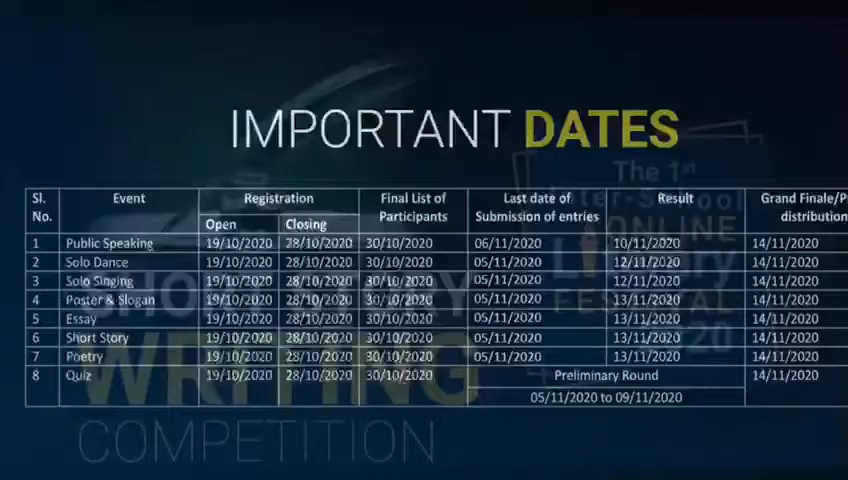 IMPORTANT DATES
Sl. No. Event Registration Final List of Participants Last date of Submission of entries Result Grand Finale/P distribution
Open Closing
1 Public Speaking 19/10/2020 28/10/2020 30/10/2020 06/11/2020 10/11/2020 14/11/2020
2 Solo Dance 19/10/2020 28/10/2020 30/10/2020 05/11/2020 12/11/2020 14/11/2020
3 Solo Singing 19/10/2020 28/10/2020 30/10/2020 05/11/2020 12/11/2020 14/11/2020
4 Poster & Slogan 19/10/2020 28/10/2020 30/10/2020 05/11/2020 13/11/2020 14/11/2020
5 Essay 19/10/2020 28/10/2020 30/10/2020 05/11/2020 13/11/2020 14/11/2020
6 Short Story 19/10/2020 28/10/2020 30/10/2020 05/11/2020 13/11/2020 14/11/2020
7 Poetry 19/10/2020 28/10/2020 30/10/2020 05/11/2020 13/11/2020 14/11/2020
8 Quiz 19/10/2020 28/10/2020 30/10/2020 Preliminary Round 14/11/2020
05/11/2020 to 09/11/2020
The 1st
Inter-School
ONLINE
Library
FESTIVAL
SHORT STORY
WRITING
COMPETITION